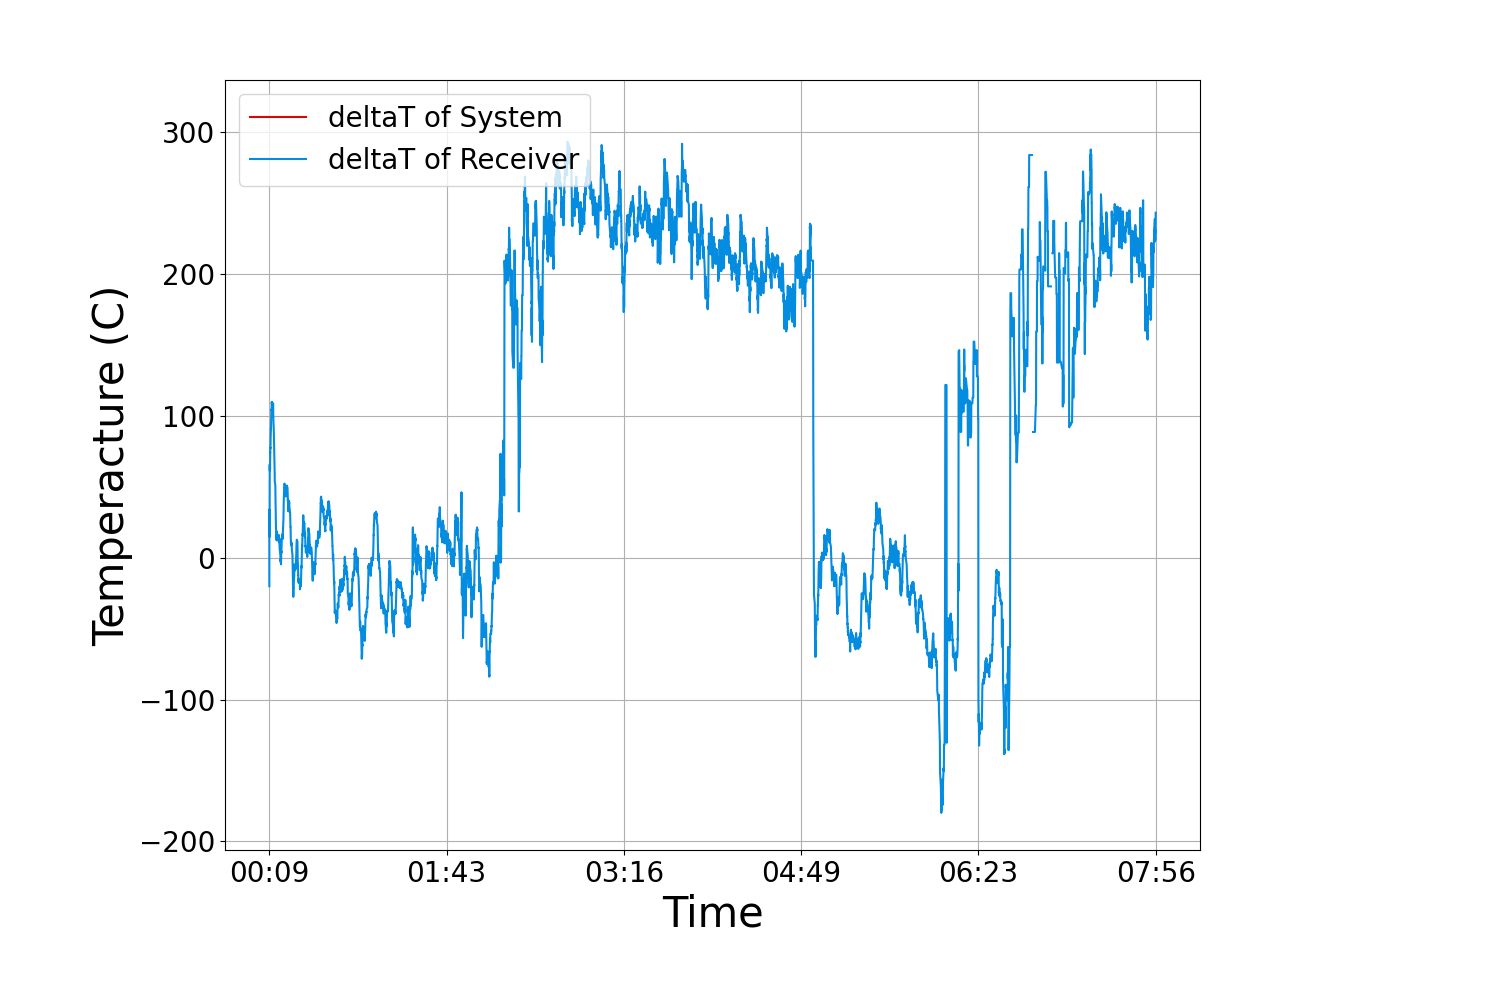 deltaT of System
deltaT of Receiver
Temperacture (C)
300
200
100
0
−100
−200
00:09 01:43 03:16 04:49 06:23 07:56
Time